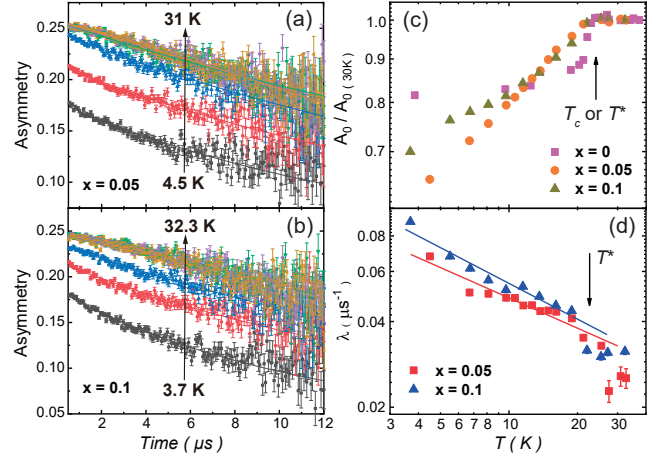 31 K
(a)
0.25
0.20
0.15
0.10
Asymmetry
x = 0.05
4.5 K
32.3 K
(b)
0.25
0.20
0.15
0.10
0.05
Asymmetry
x = 0.1
3.7 K
0 2 4 6 8 10 12
Time ( µs )
(c)
1.0
0.9
0.8
0.7
A0 / A0 ( 30K )
Tc or T*
x = 0
x = 0.05
x = 0.1
(d)
0.08
0.06
0.04
0.02
λ ( µs-1
T*
x = 0.05
x = 0.1
3 4 5 6 7 8 10 20 30
T ( K )